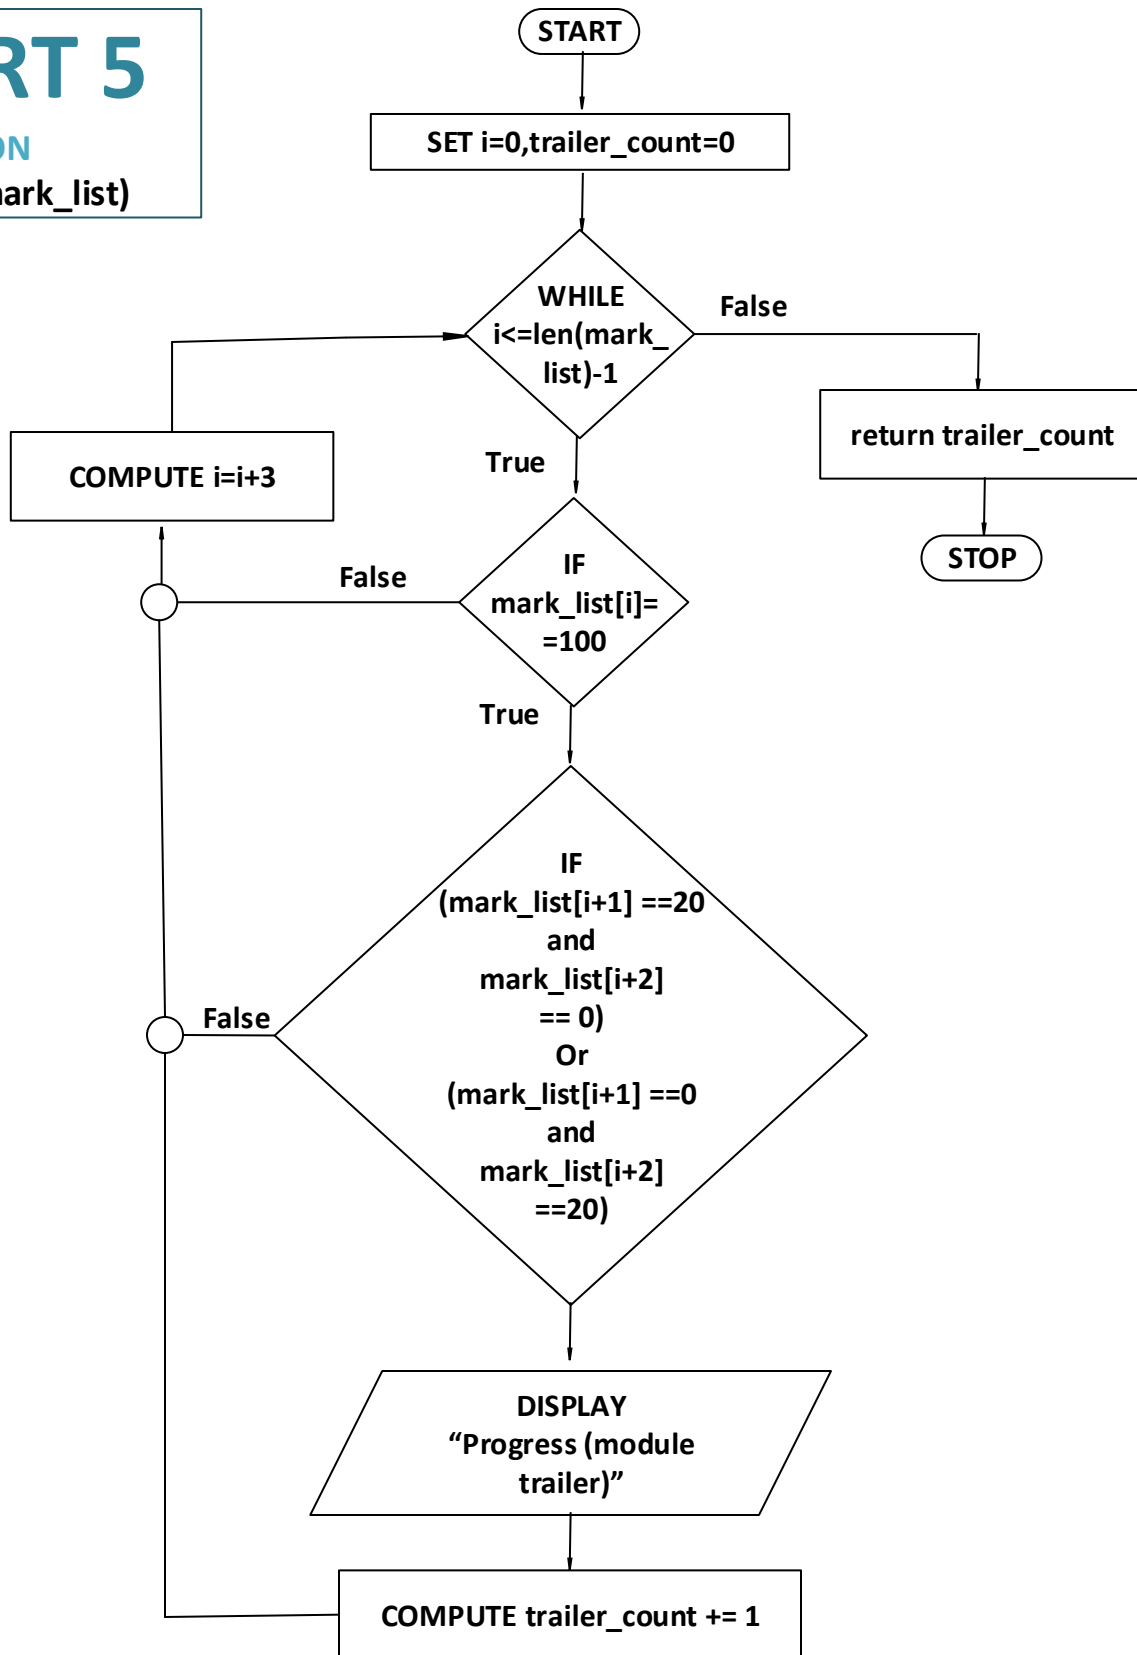 RT 5
ON
mark_list)
START
SET i=0,trailer_count=0
WHILE
i<=len(mark_
list)-1
False
return trailer_count
STOP
True
COMPUTE i=i+3
IF
mark_list[i]=
=100
False
True
IF
(mark_list[i+1] ==20
and
mark_list[i+2]
== 0)
Or
(mark_list[i+1] ==0
and
mark_list[i+2]
==20)
False
DISPLAY
“Progress (module
trailer)”
COMPUTE trailer_count += 1